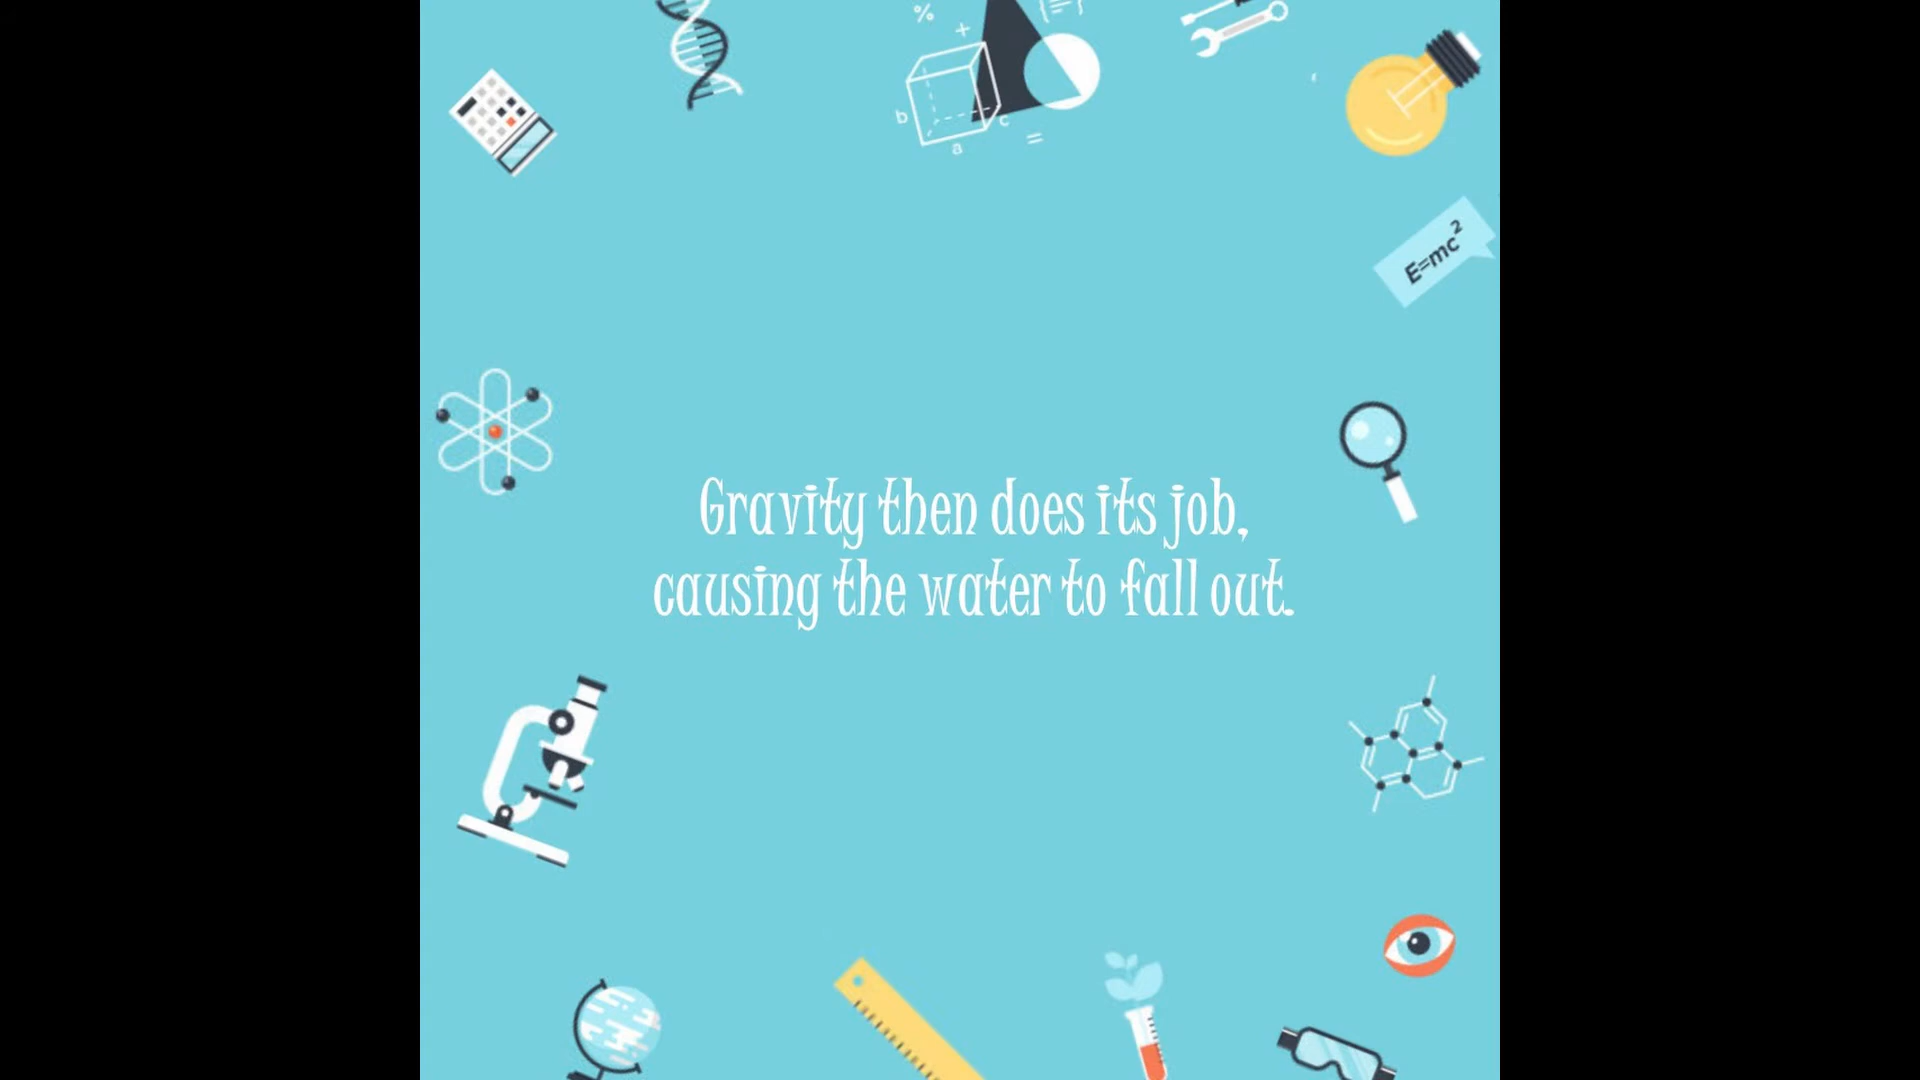 %
+
b
c
a
=
E=mc²
Gravity then does its job,
causing the water to fall out.